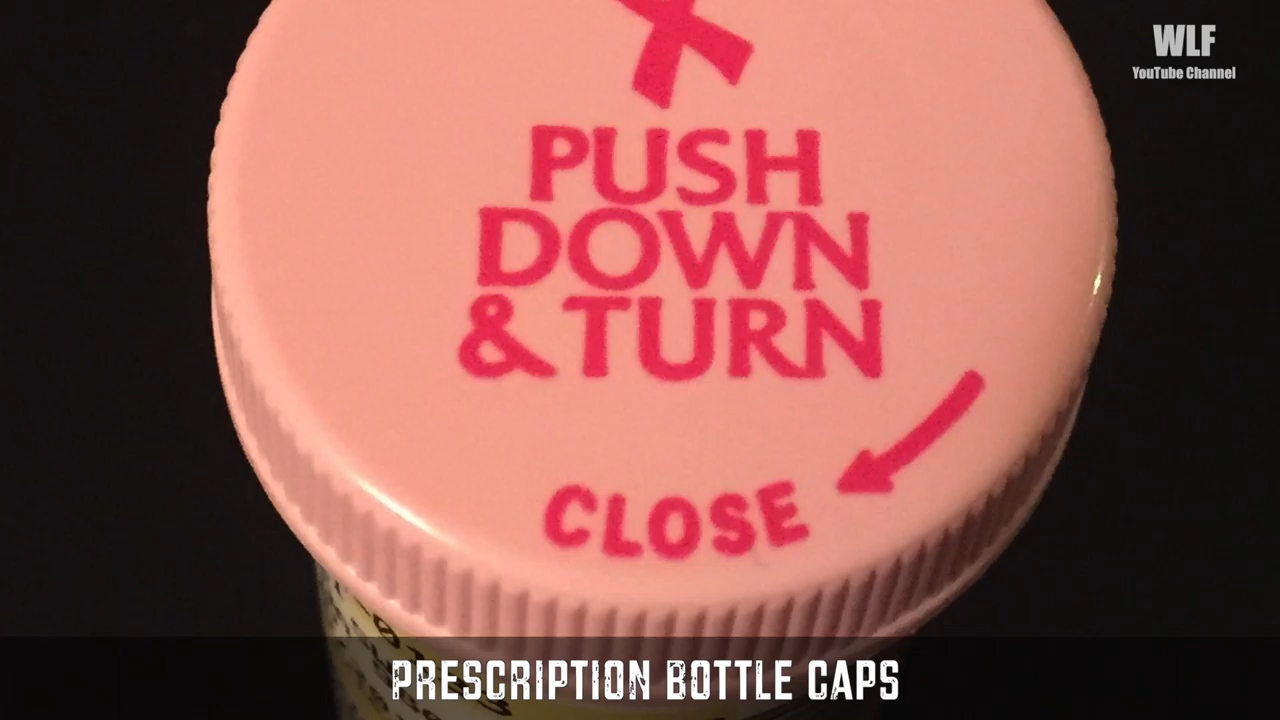 WLF
YouTube Channel
PUSH
DOWN
& TURN
CLOSE
PRESCRIPTION BOTTLE CAPS